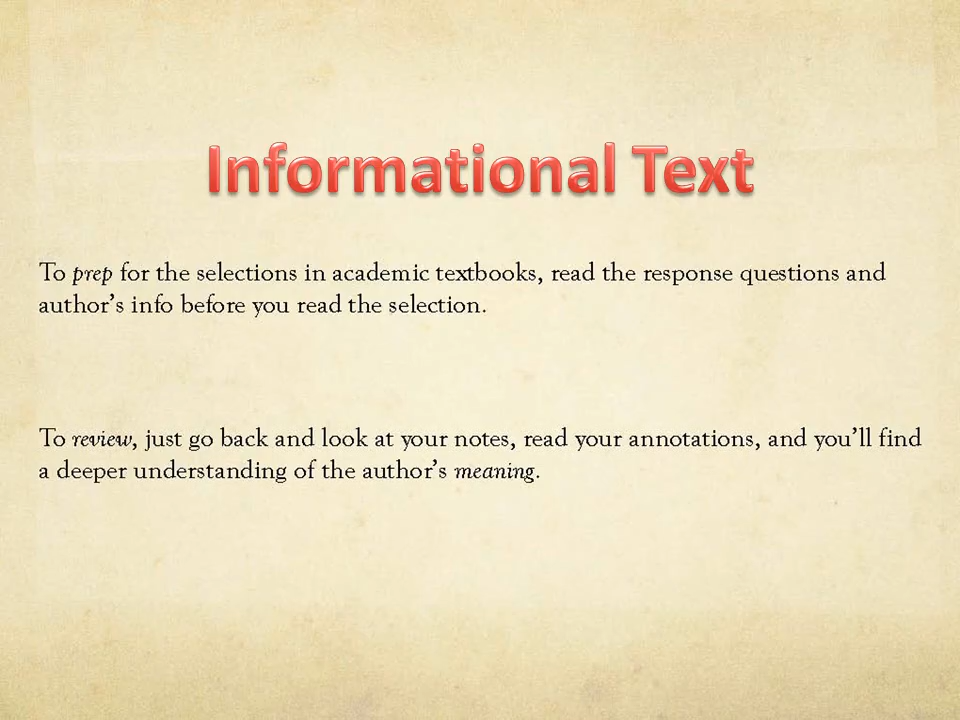 Informational Text
To prep for the selections in academic textbooks, read the response questions and
author’s info before you read the selection.
To review, just go back and look at your notes, read your annotations, and you’ll find
a deeper understanding of the author’s meaning.